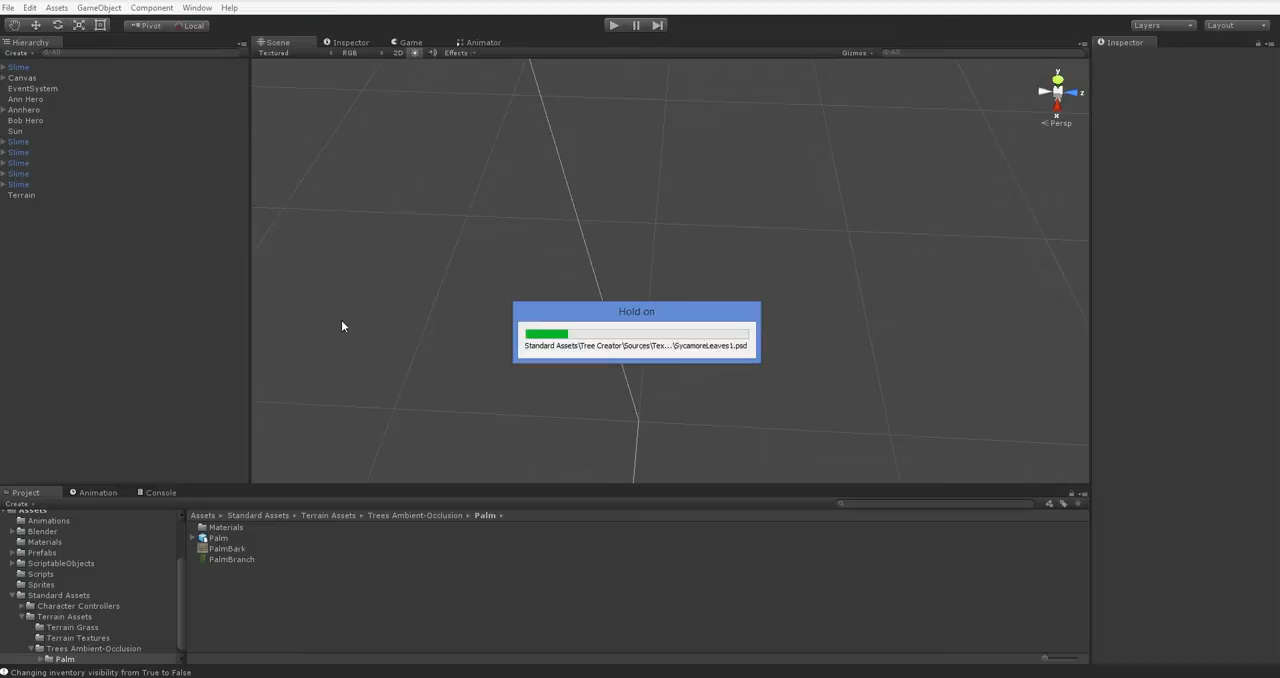 File Edit Assets GameObject Component Window Help
Pivot Local Layers Layout
Hierarchy Scene Inspector Game Animator Inspector
Create All Textured RGB 2D Effects Gizmos All
Slime
Canvas
EventSystem
Ann Hero
Annhero
Bob Hero
Sun
Slime
Slime
Slime
Slime
Slime
Terrain
y
z
x
Persp
Hold on
Standard Assets\Tree Creator\Sources\Tex...\SycamoreLeaves1.psd
Project Animation Console
Create
Assets
Animations
Blender
Materials
Prefabs
ScriptableObjects
Scripts
Sprites
Standard Assets
Character Controllers
Terrain Assets
Terrain Grass
Terrain Textures
Trees Ambient-Occlusion
Palm
Assets Standard Assets Terrain Assets Trees Ambient-Occlusion Palm
Materials
Palm
PalmBark
PalmBranch
Changing inventory visibility from True to False